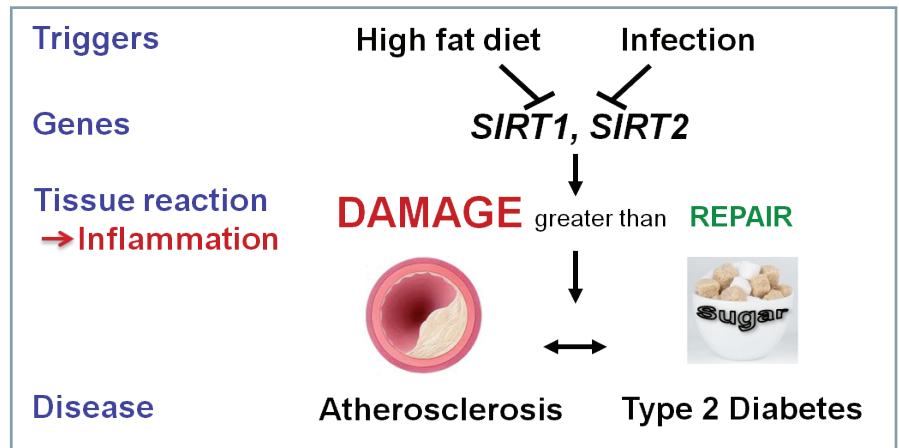 Triggers
High fat diet
Infection
Genes
SIRT1, SIRT2
Tissue reaction
→Inflammation
DAMAGE greater than REPAIR
Sugar
Disease
Atherosclerosis
Type 2 Diabetes